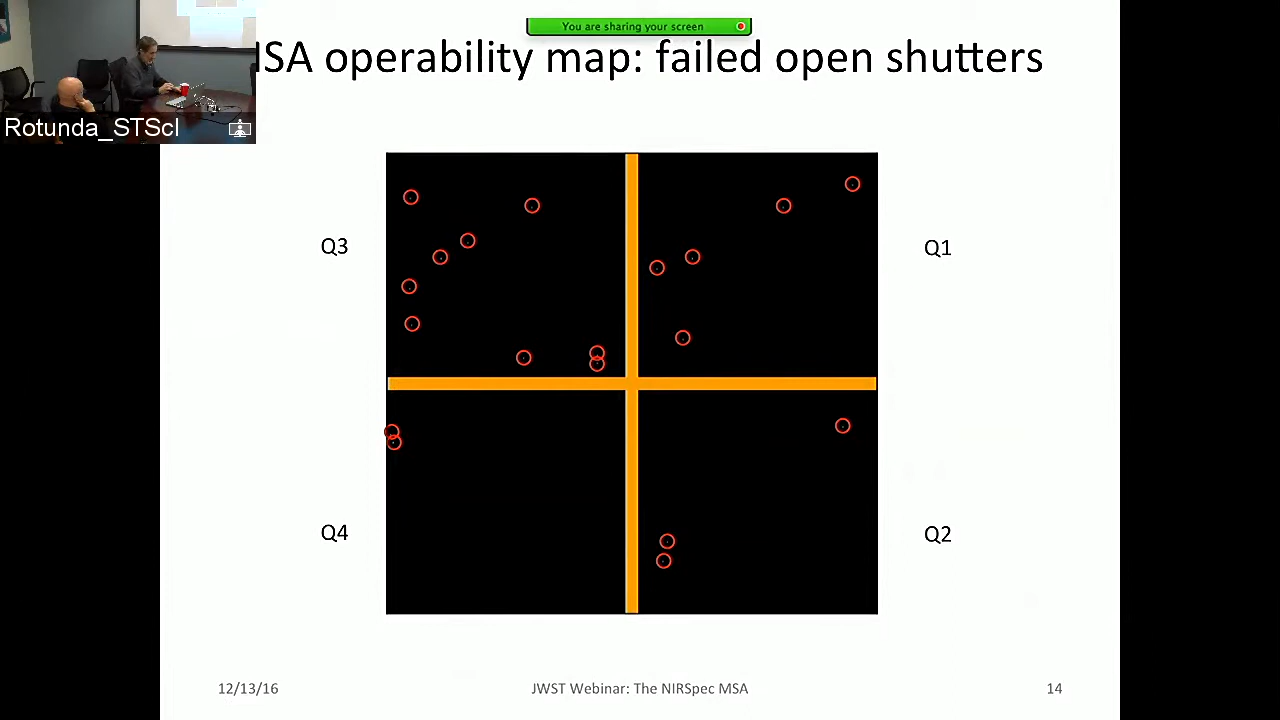 You are sharing your screen
SA operability map: failed open shutters
Rotunda_STScI
Q3
Q1
Q4
Q2
12/13/16
JWST Webinar: The NIRSpec MSA
14